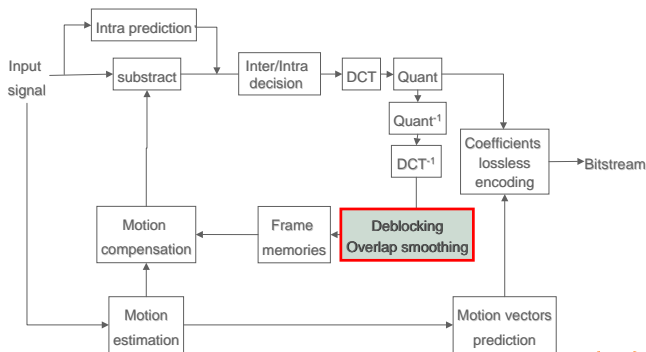 Intra prediction
Input
signal
substract
Inter/Intra
decision
DCT
Quant
Quant-1
DCT-1
Coefficients
lossless
encoding
Bitstream
Motion
compensation
Frame
memories
Deblocking
Overlap smoothing
Motion
estimation
Motion vectors
prediction